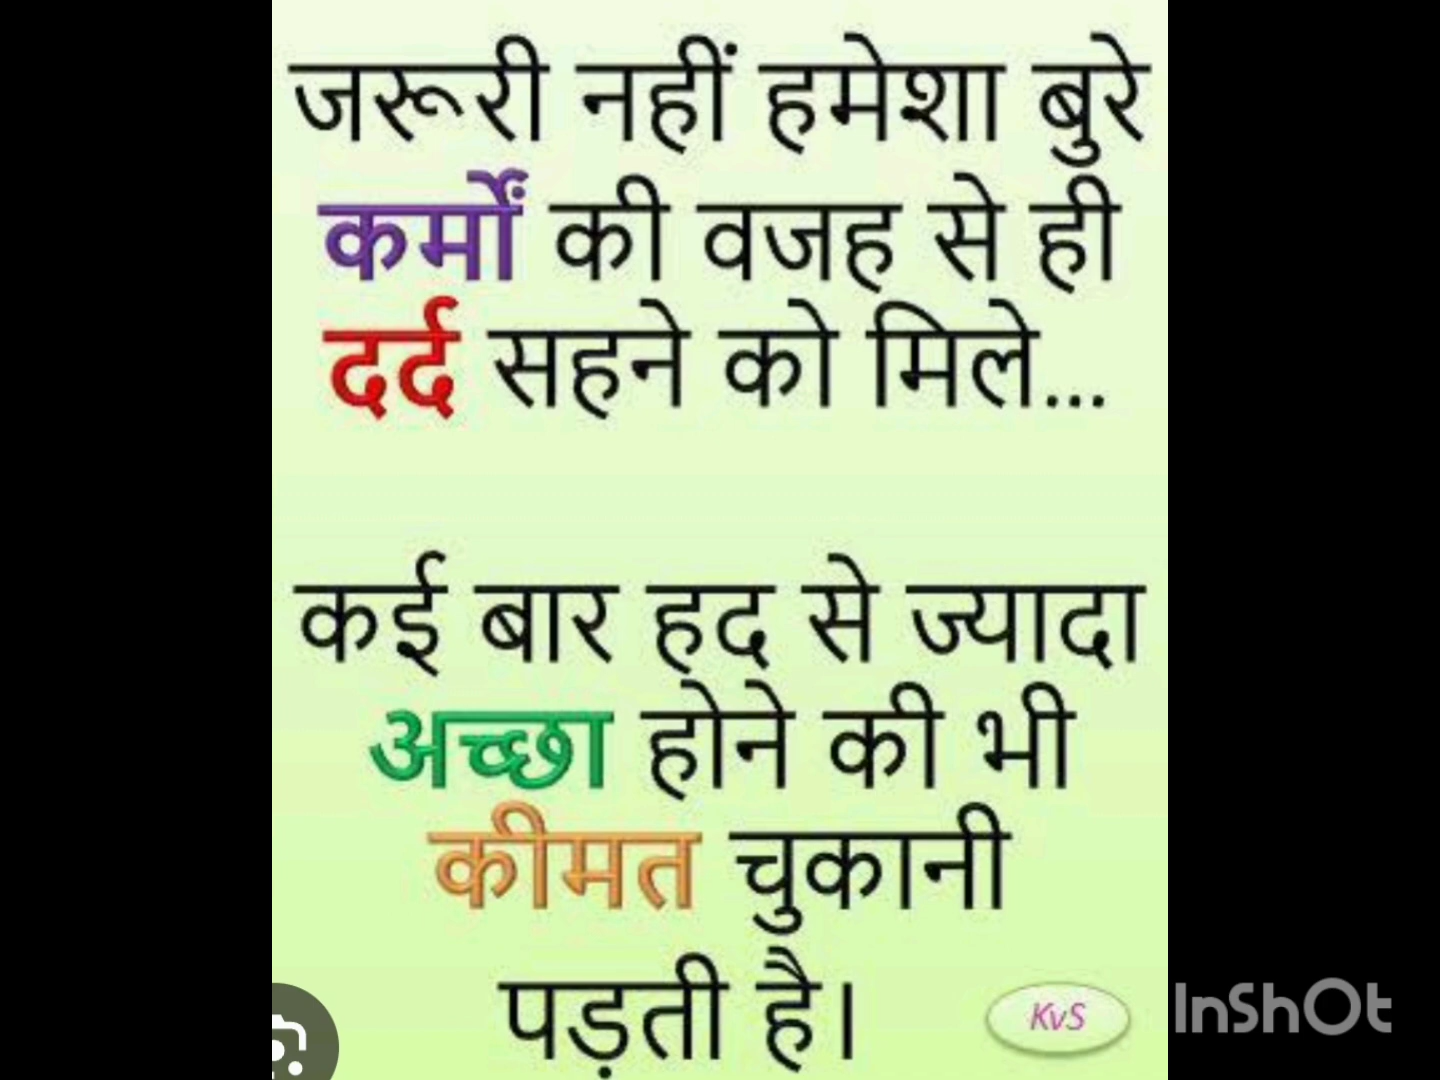 जरूरी नहीं हमेशा बुरे
कर्मों की वजह से ही
दर्द सहने को मिले...
कई बार हद से ज्यादा
अच्छा होने की भी
कीमत चुकानी
पड़ती है।
KvS
InShOt